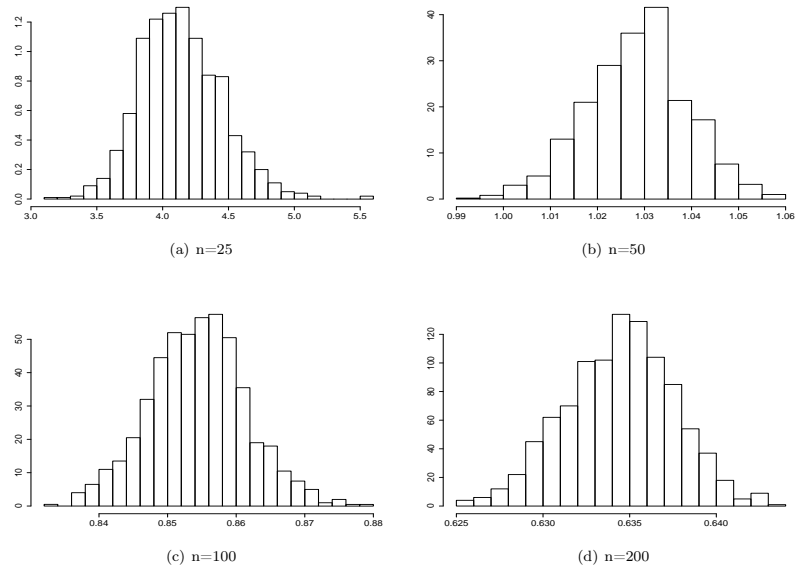 0.0 0.2 0.4 0.6 0.8 1.0 1.2
3.0 3.5 4.0 4.5 5.0 5.5
(a) n=25
0 10 20 30 40
0.99 1.00 1.01 1.02 1.03 1.04 1.05 1.06
(b) n=50
0 10 20 30 40 50
0.84 0.85 0.86 0.87 0.88
(c) n=100
0 20 40 60 80 100 120
0.625 0.630 0.635 0.640
(d) n=200